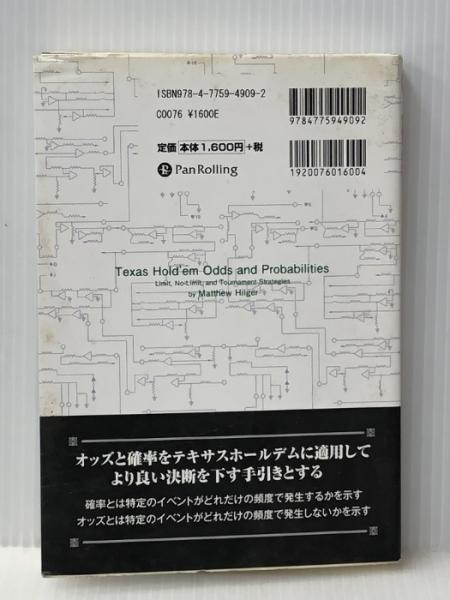 ISBN978-4-7759-4909-2
C0076 ¥1600E
定価 本体1,600円+税
PanRolling
9784775949092
1920076016004
Texas Hold'em Odds and Probabilities
Limit, No-Limit, and Tournament Strategies
by Matthew Hilger
オッズと確率をテキサスホールデムに適用して
より良い決断を下す手引きとする
確率とは特定のイベントがどれだけの頻度で発生するかを示す
オッズとは特定のイベントがどれだけの頻度で発生しないかを示す